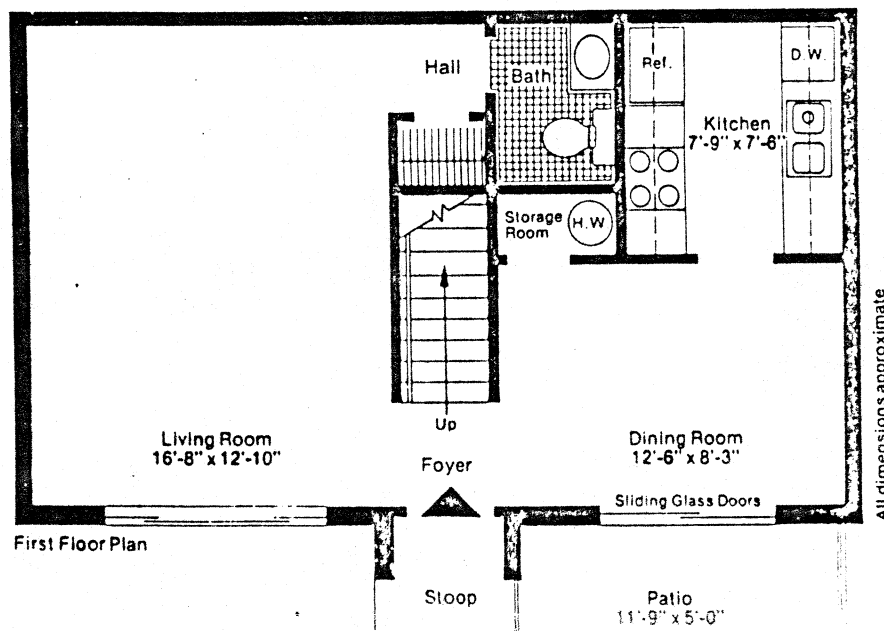 Hall
Bath
Ref.
D.W.
Kitchen
7'-9" x 7'-6"
Storage
Room
H.W
Up
Living Room
16'-8" x 12'-10"
Foyer
Dining Room
12'-6" x 8'-3"
Sliding Glass Doors
First Floor Plan
Stoop
Patio
11'-9" x 5'-0"
All dimensions approximate